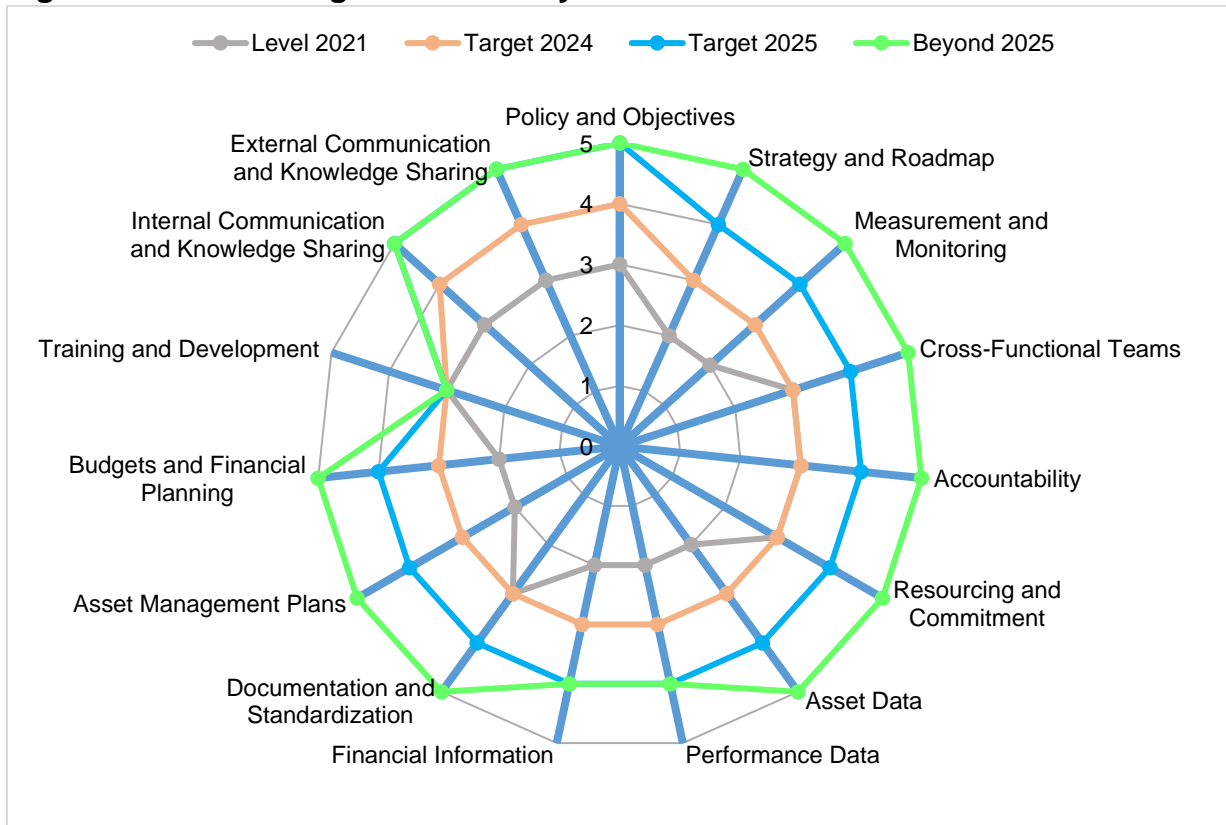 Level 2021
Target 2024
Target 2025
Beyond 2025
Policy and Objectives
Strategy and Roadmap
Measurement and
Monitoring
Cross-Functional Teams
Accountability
Resourcing and
Commitment
Asset Data
Performance Data
Financial Information
Documentation and
Standardization
Asset Management Plans
Budgets and Financial
Planning
Training and Development
Internal Communication
and Knowledge Sharing
External Communication
and Knowledge Sharing
5
4
3
2
1
0